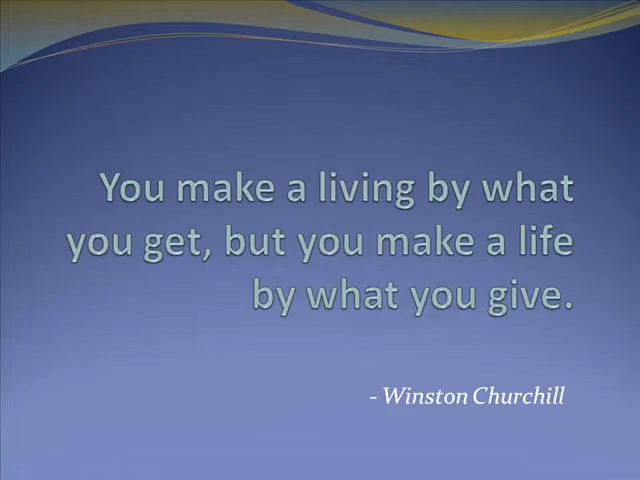 You make a living by what
you get, but you make a life
by what you give.
- Winston Churchill